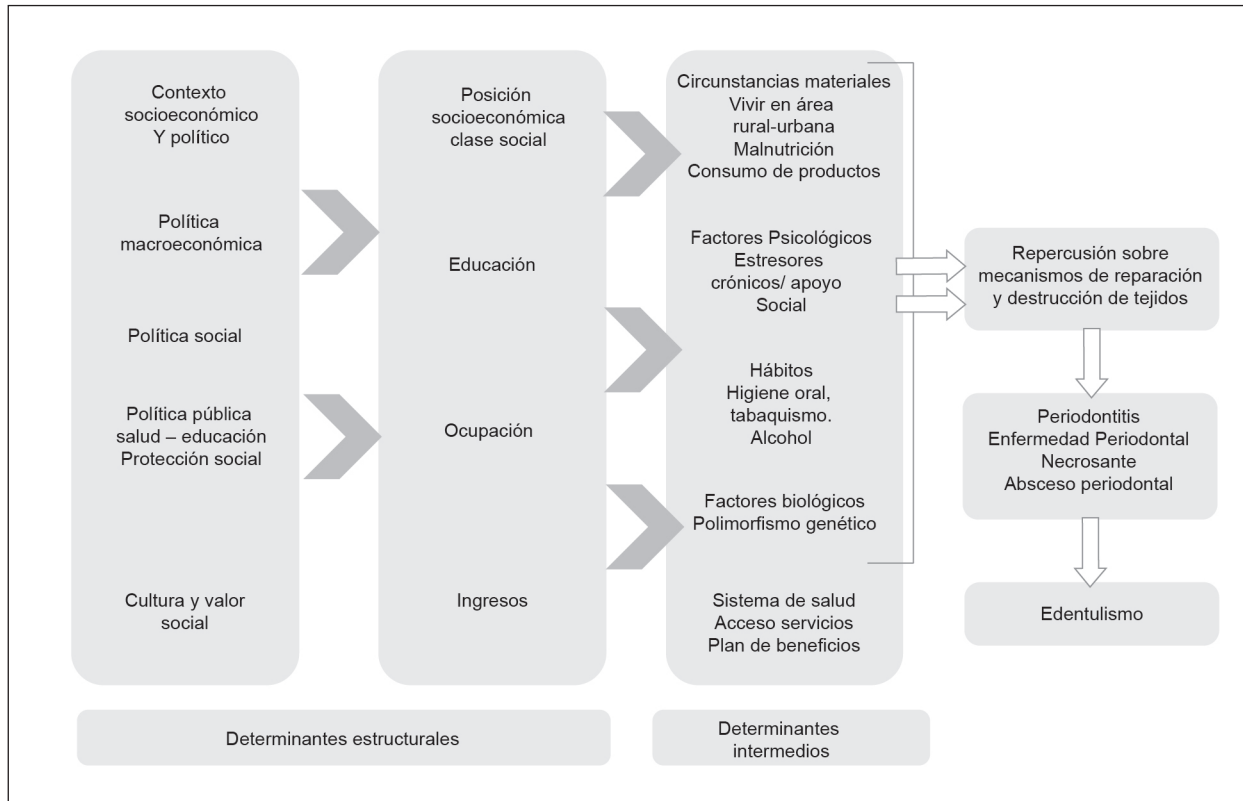 Contexto
socioeconómico
Y político
Política
macroeconómica
Política social
Política pública
salud – educación
Protección social
Cultura y valor
social
Posición
socioeconómica
clase social
Educación
Ocupación
Ingresos
Circunstancias materiales
Vivir en área
rural-urbana
Malnutrición
Consumo de productos
Factores Psicológicos
Estresores
crónicos/ apoyo
Social
Hábitos
Higiene oral,
tabaquismo.
Alcohol
Factores biológicos
Polimorfismo genético
Sistema de salud
Acceso servicios
Plan de beneficios
Repercusión sobre
mecanismos de reparación
y destrucción de tejidos
Periodontitis
Enfermedad Periodontal
Necrosante
Absceso periodontal
Edentulismo
Determinantes estructurales
Determinantes
intermedios